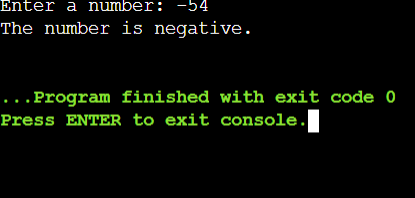 Enter a number: -54
The number is negative.
...Program finished with exit code 0
Press ENTER to exit console.